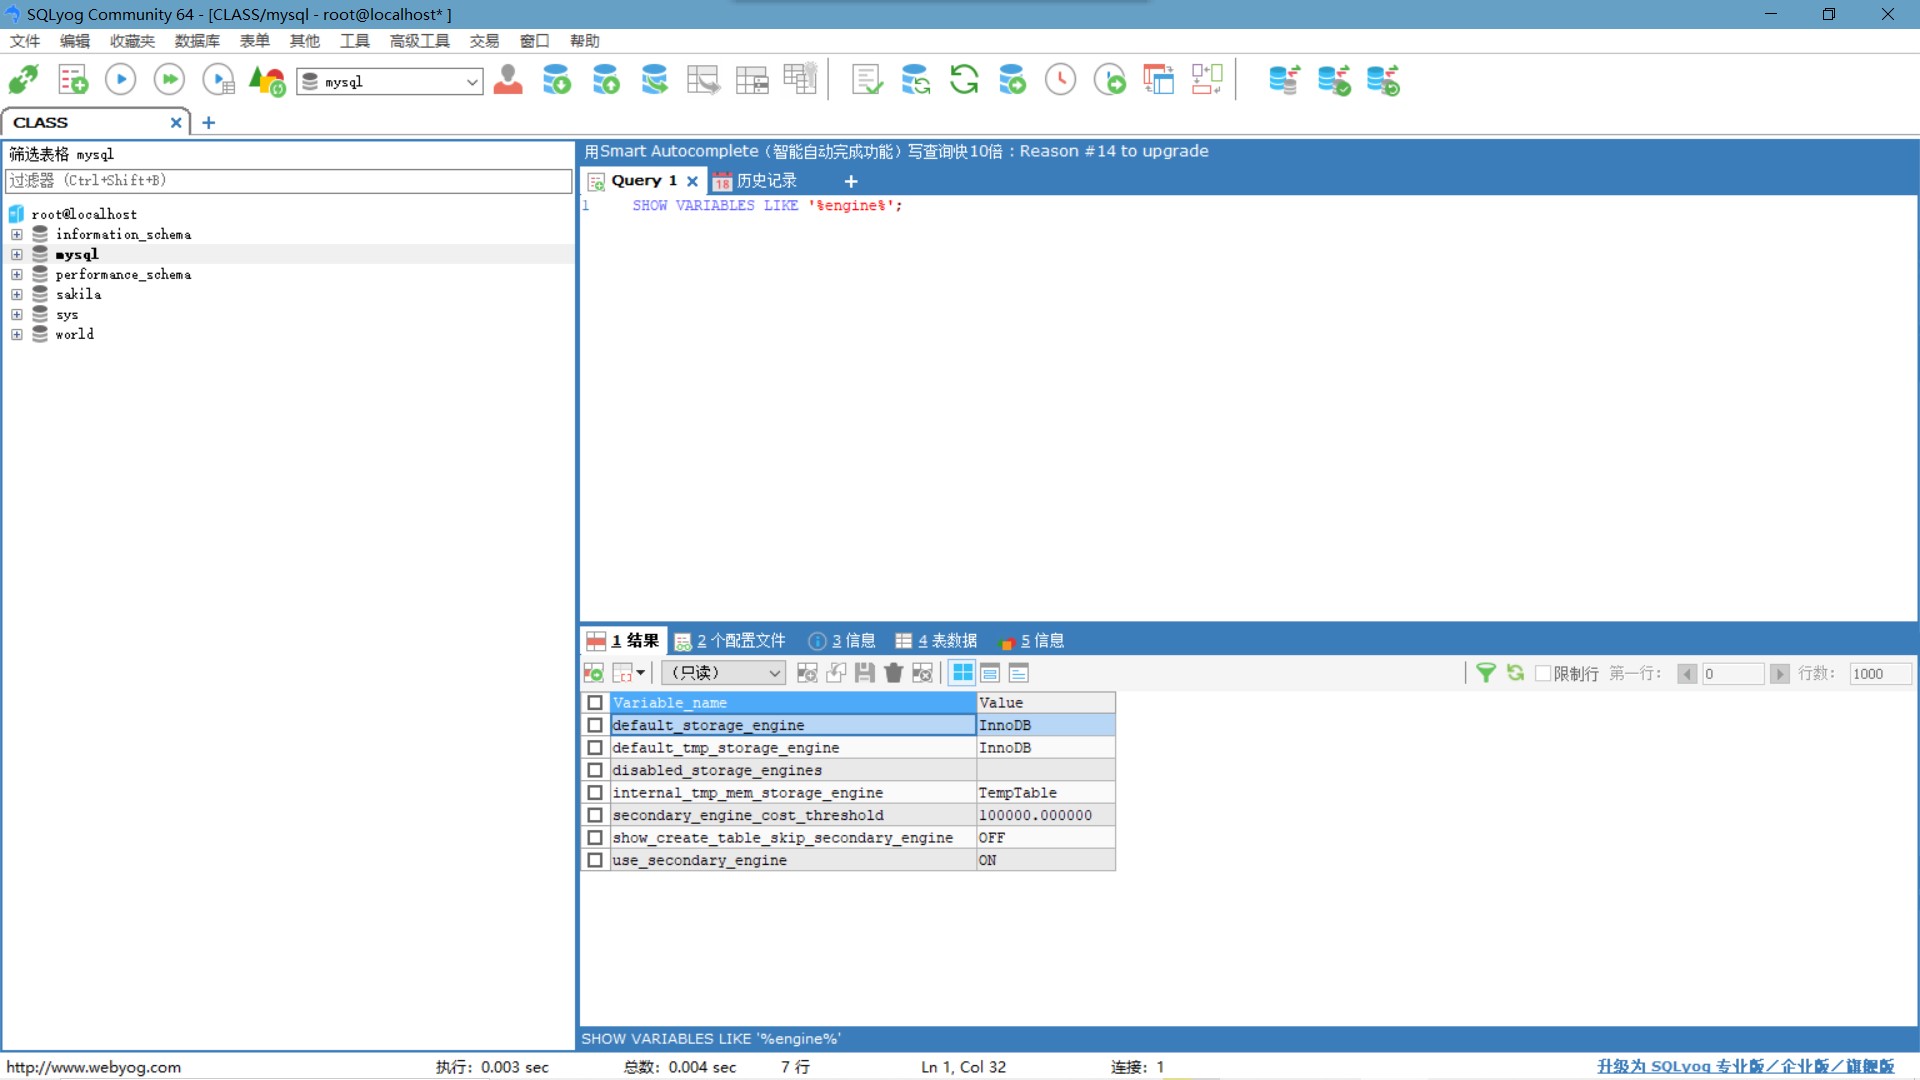 SQLyog Community 64 - [CLASS/mysql - root@localhost* ]
文件 编辑 收藏夹 数据库 表单 其他 工具 高级工具 交易 窗口 帮助
mysql
CLASS
筛选表格 mysql
过滤器 (Ctrl+Shift+B)
root@localhost
information_schema
mysql
performance_schema
sakila
sys
world
用Smart Autocomplete（智能自动完成功能）写查询快10倍：Reason #14 to upgrade
Query 1 18 历史记录
1 SHOW VARIABLES LIKE '%engine%';
1 结果 2 个配置文件 3 信息 4 表数据 5 信息
（只读） 限制行 第一行： 0 行数： 1000
Variable_name Value
default_storage_engine InnoDB
default_tmp_storage_engine InnoDB
disabled_storage_engines
internal_tmp_mem_storage_engine TempTable
secondary_engine_cost_threshold 100000.000000
show_create_table_skip_secondary_engine OFF
use_secondary_engine ON
SHOW VARIABLES LIKE '%engine%'
http://www.webyog.com 执行：0.003 sec 总数：0.004 sec 7 行 Ln 1, Col 32 连接：1 升级为 SQLyog 专业版/企业版/旗舰版